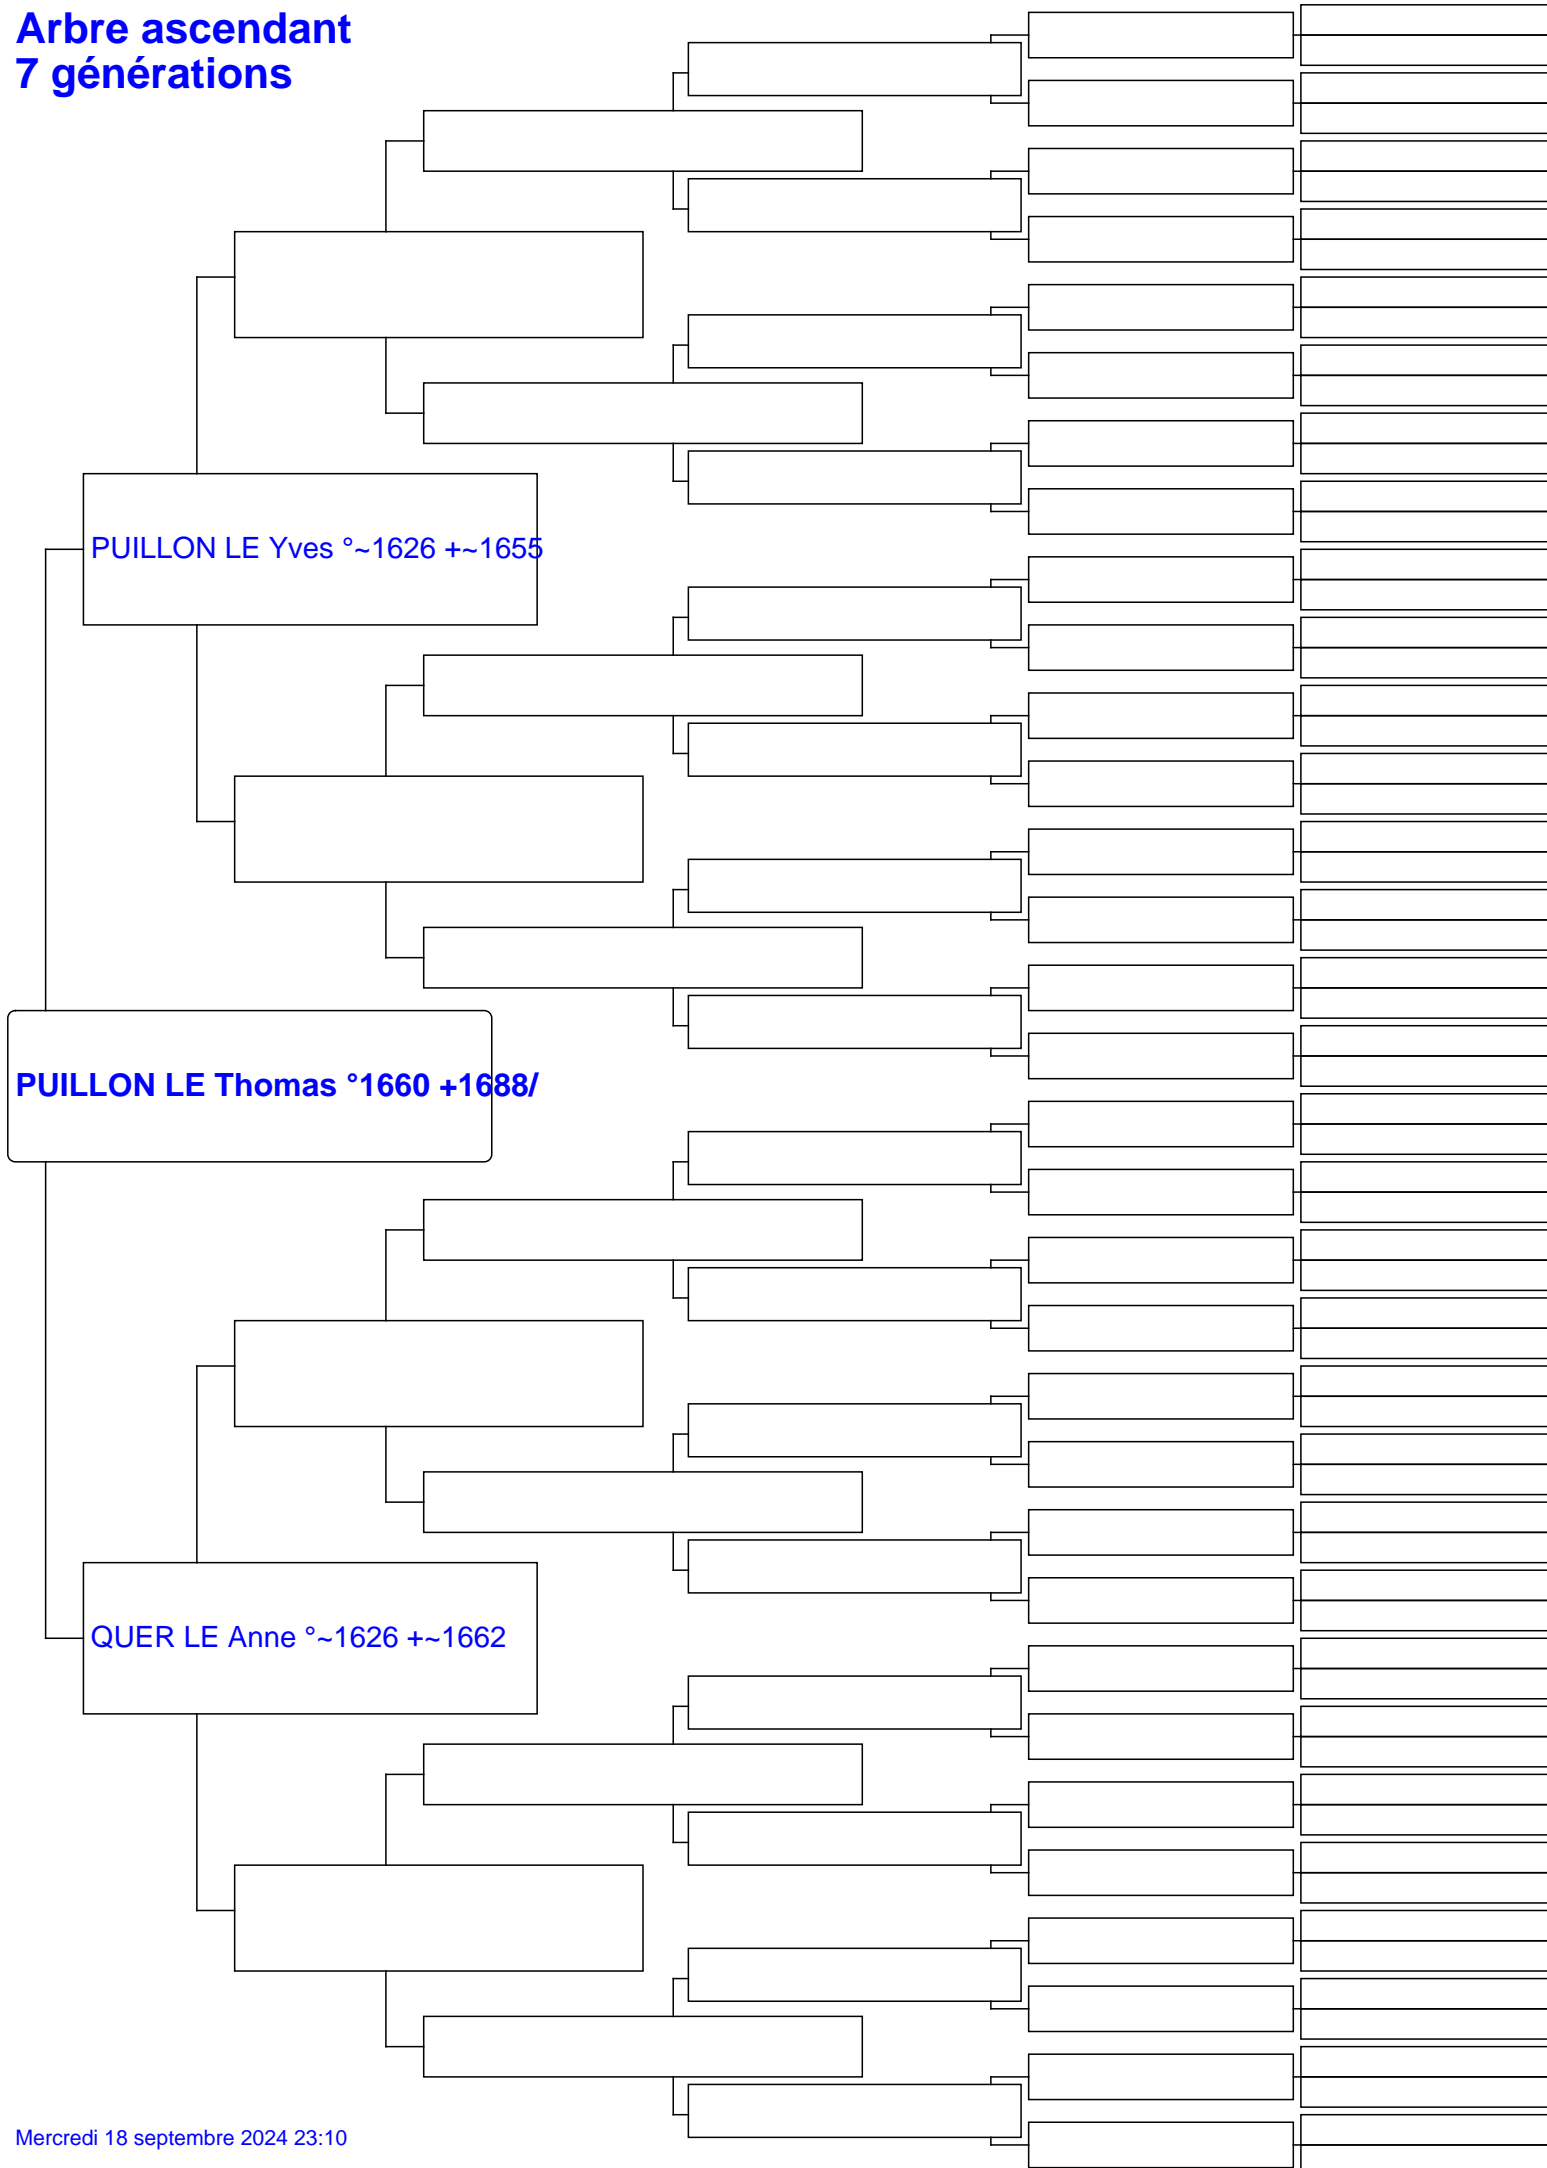 Arbre ascendant
7 générations
PUILLON LE Yves °~1626 +~1655
PUILLON LE Thomas °1660 +1688/
QUER LE Anne °~1626 +~1662
Mercredi 18 septembre 2024 23:10